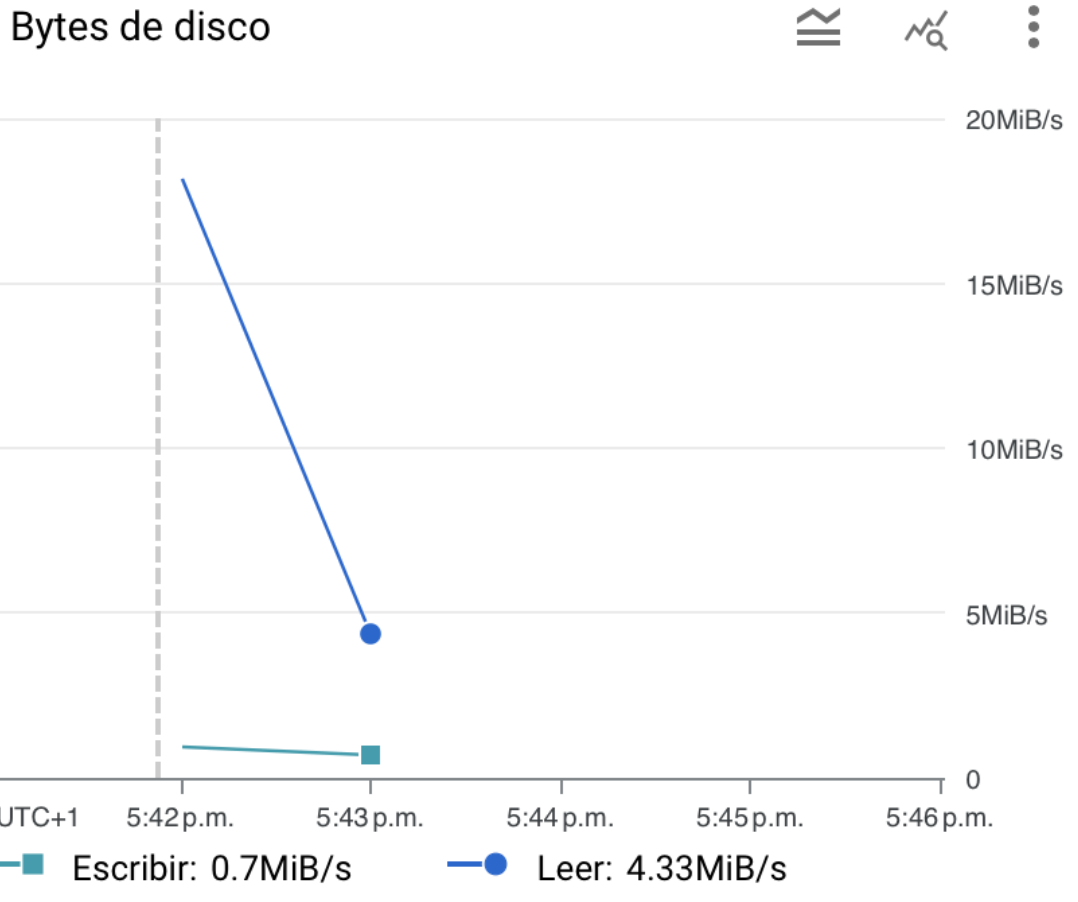 Bytes de disco
20MiB/s
15MiB/s
10MiB/s
5MiB/s
0
UTC+1 5:42 p.m. 5:43 p.m. 5:44 p.m. 5:45 p.m. 5:46 p.m.
Escribir: 0.7MiB/s Leer: 4.33MiB/s